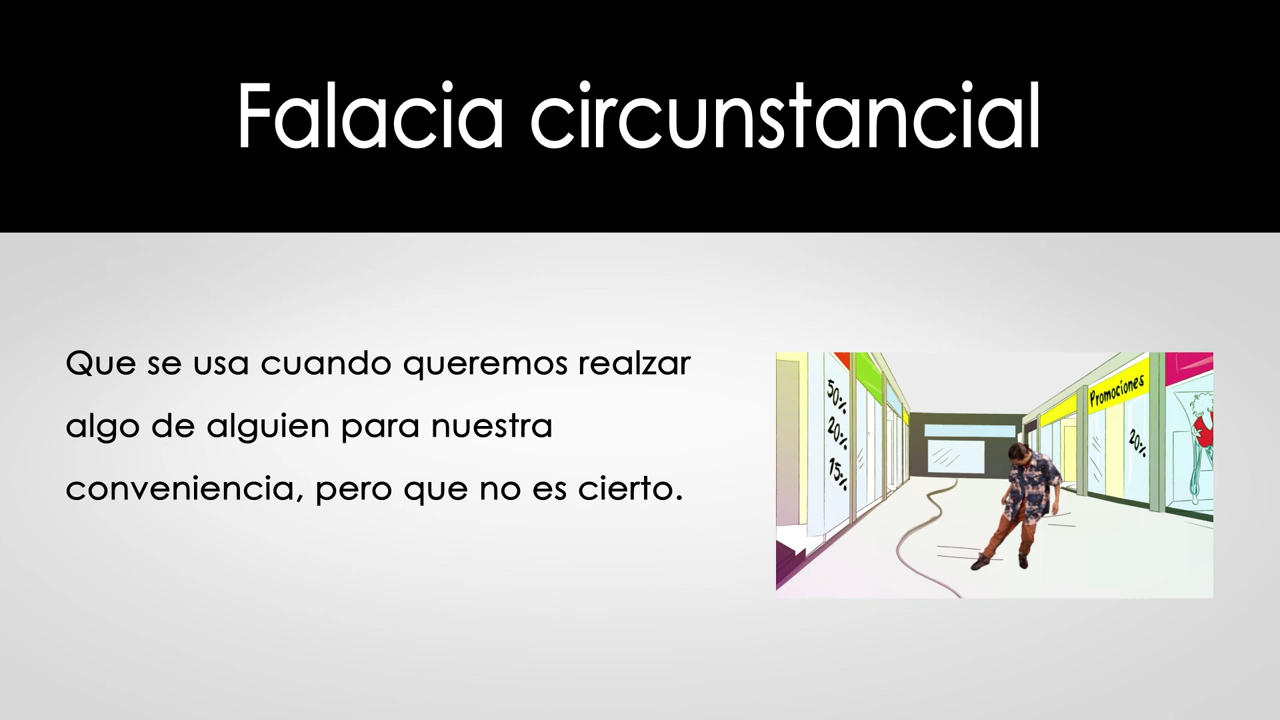 Falacia circunstancial
Que se usa cuando queremos realzar
algo de alguien para nuestra
conveniencia, pero que no es cierto.
50%
20%
15%
Promociones
20%